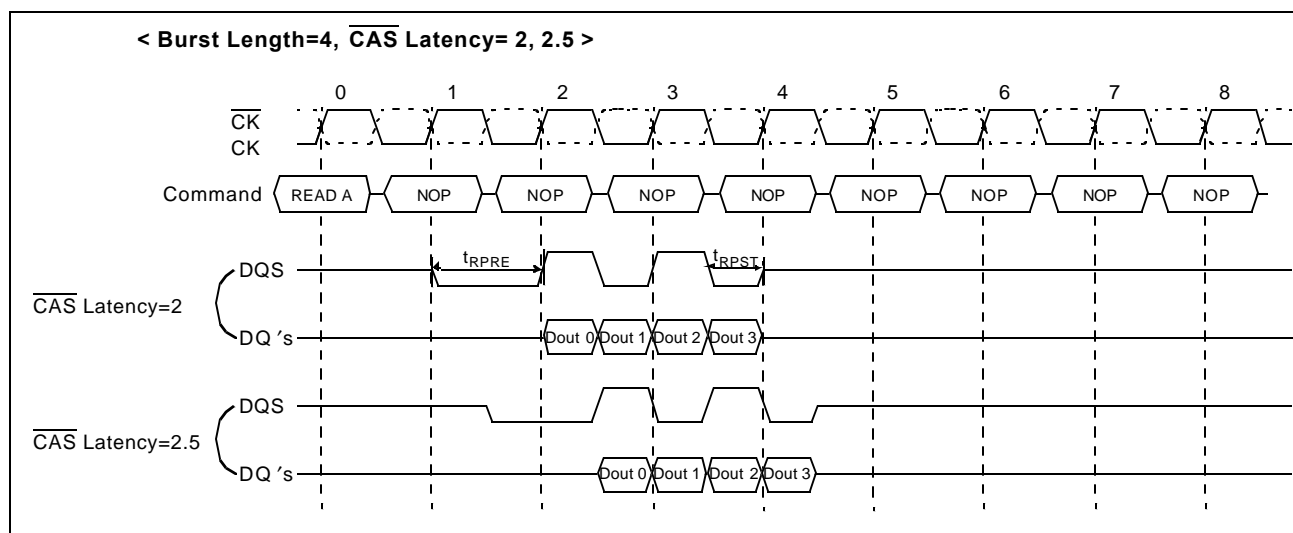 < Burst Length=4, CAS Latency= 2, 2.5 >
0 1 2 3 4 5 6 7 8
CK
CK
Command READ A NOP NOP NOP NOP NOP NOP NOP NOP
DQS tRPRE tRPST
CAS Latency=2
DQ 's Dout 0 Dout 1 Dout 2 Dout 3
DQS
CAS Latency=2.5
DQ 's Dout 0 Dout 1 Dout 2 Dout 3